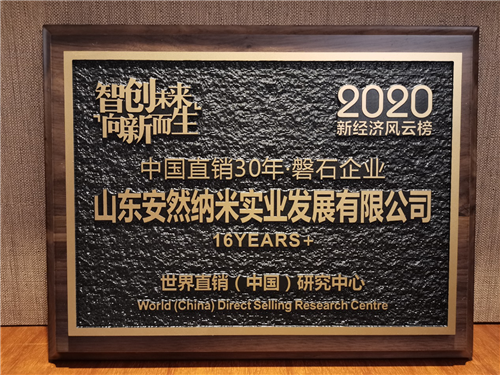 智创未来
向新而生
2020
新经济风云榜
中国直销30年·磐石企业
山东安然纳米实业发展有限公司
16YEARS+
世界直销（中国）研究中心
World (China) Direct Selling Research Centre